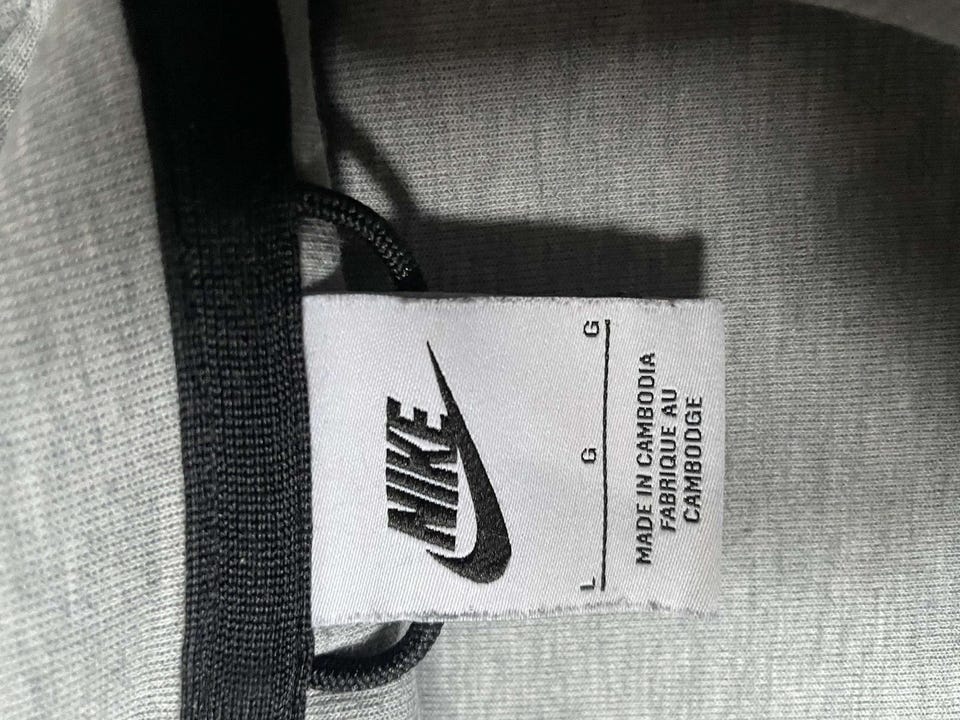 NIKE
L G G
MADE IN CAMBODIA
FABRIQUE AU
CAMBODGE